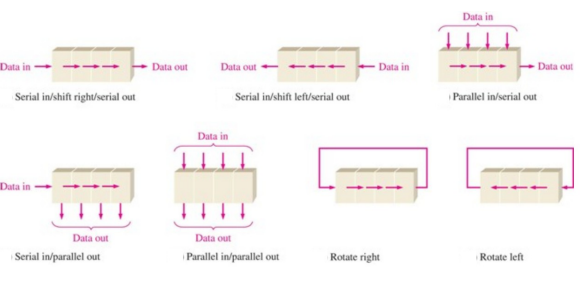 Data in
Data in
Data out
Data out
Data in
Data out
Serial in/shift right/serial out
Serial in/shift left/serial out
Parallel in/serial out
Data in
Data in
Data out
Data out
Serial in/parallel out
Parallel in/parallel out
Rotate right
Rotate left